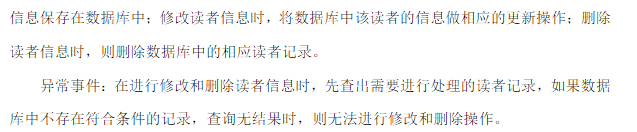 信息保存在数据库中；修改读者信息时，将数据库中该读者的信息做相应的更新操作；删除
读者信息时，则删除数据库中的相应读者记录。
异常事件：在进行修改和删除读者信息时，先查出需要进行处理的读者记录，如果数据
库中不存在符合条件的记录，查询无结果时，则无法进行修改和删除操作。